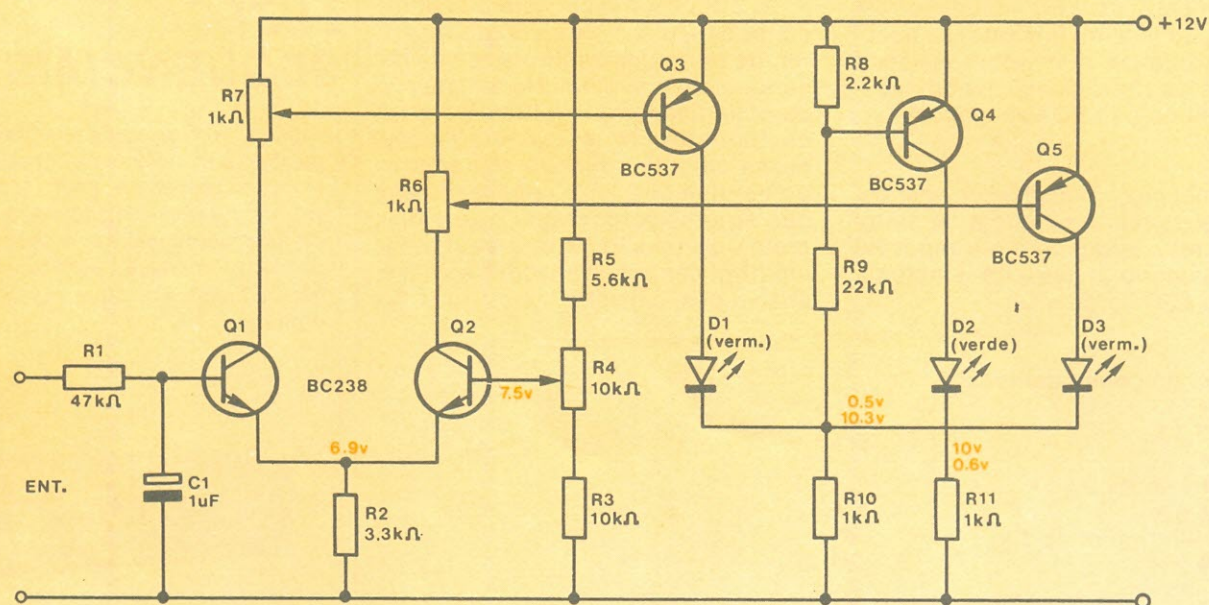 +12V
R7
1kΩ
Q3
BC537
R8
2.2kΩ
Q4
BC537
Q5
BC537
R6
1kΩ
R5
5.6kΩ
R9
22kΩ
Q1
Q2
BC238
R1
47kΩ
7.5v
R4
10kΩ
D1
(verm.)
D2
(verde)
D3
(verm.)
0.5v
10.3v
6.9v
10v
0.6v
ENT.
C1
1uF
R2
3,3kΩ
R3
10kΩ
R10
1kΩ
R11
1kΩ